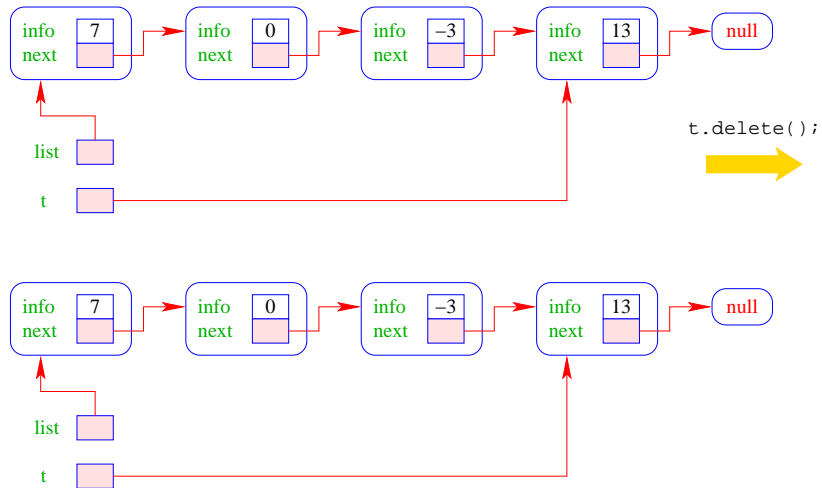 info 7 info 0 info −3 info 13 null
next next next next
t.delete();
list
t
info 7 info 0 info −3 info 13 null
next next next next
list
t